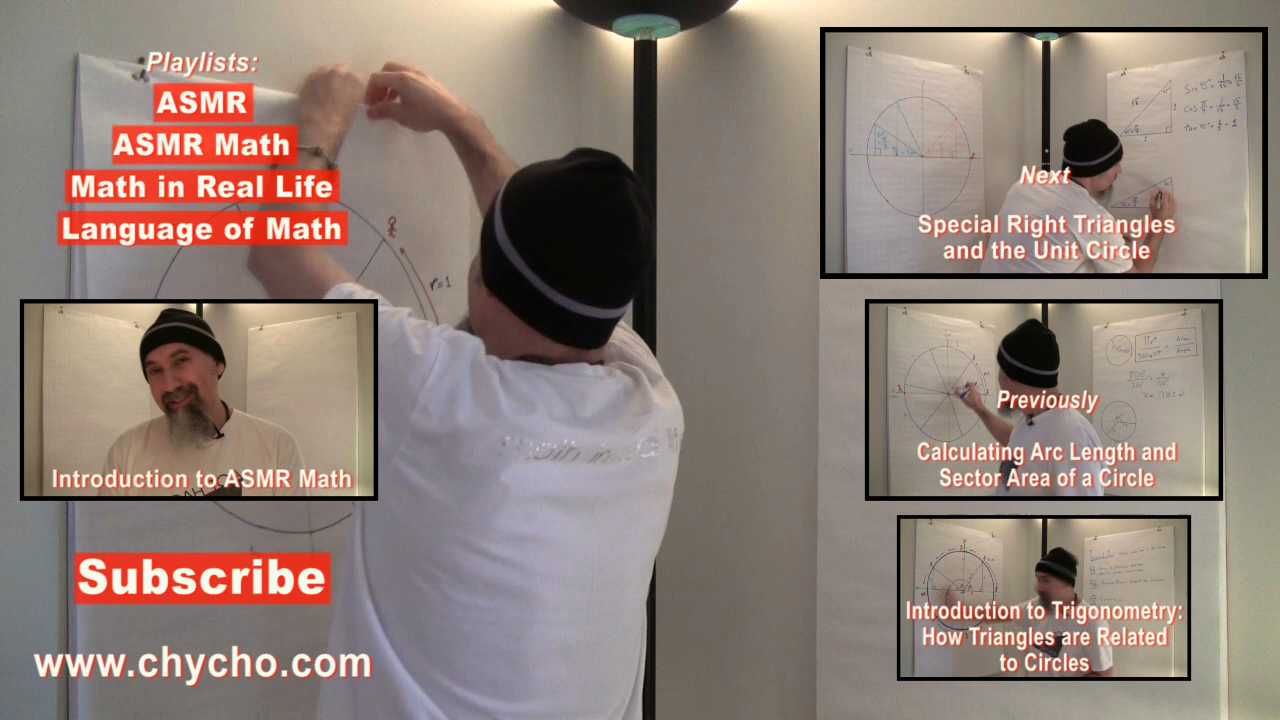 Playlists:
ASMR
ASMR Math
Math in Real Life
Language of Math
r=1
Introduction to ASMR Math
Subscribe
www.chycho.com
Next
Special Right Triangles
and the Unit Circle
Previously
Calculating Arc Length and
Sector Area of a Circle
Introduction to Trigonometry:
How Triangles are Related
to Circles